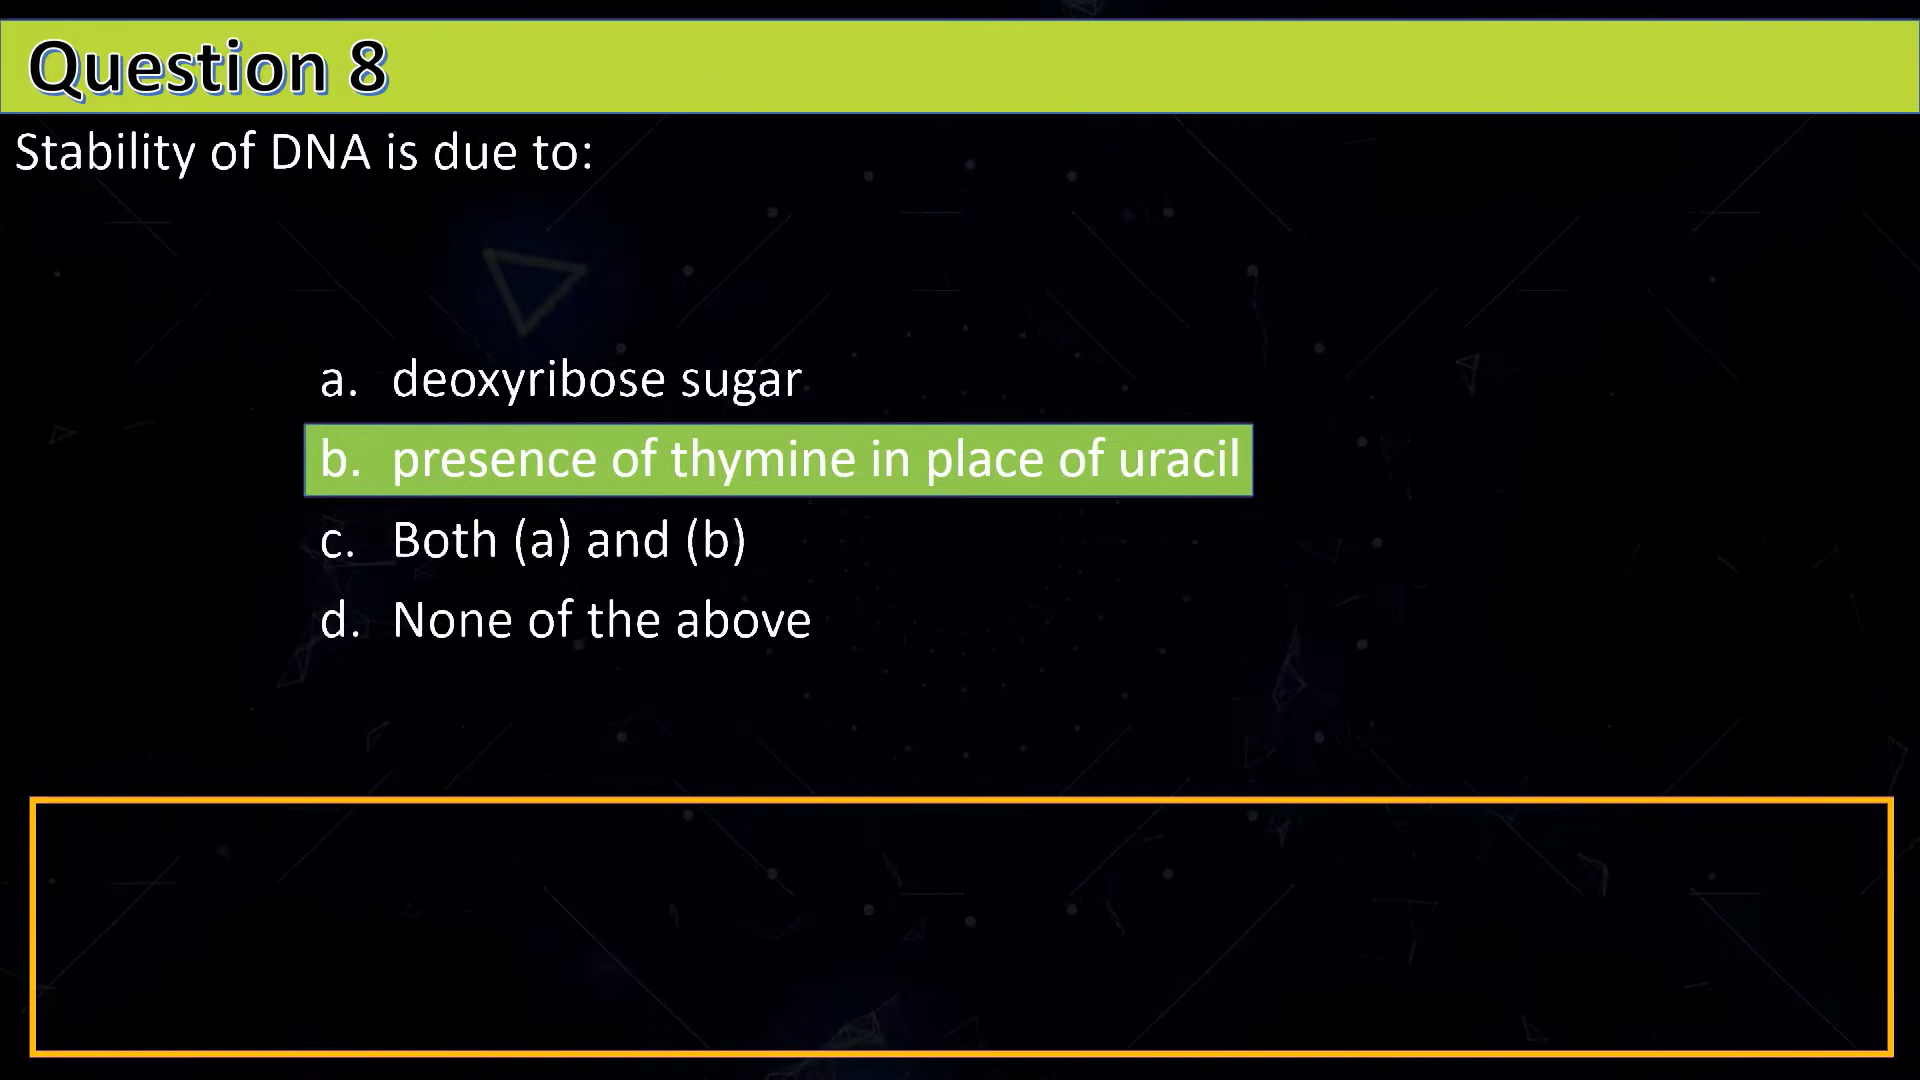 Question 8
Stability of DNA is due to:
a. deoxyribose sugar
b. presence of thymine in place of uracil
c. Both (a) and (b)
d. None of the above